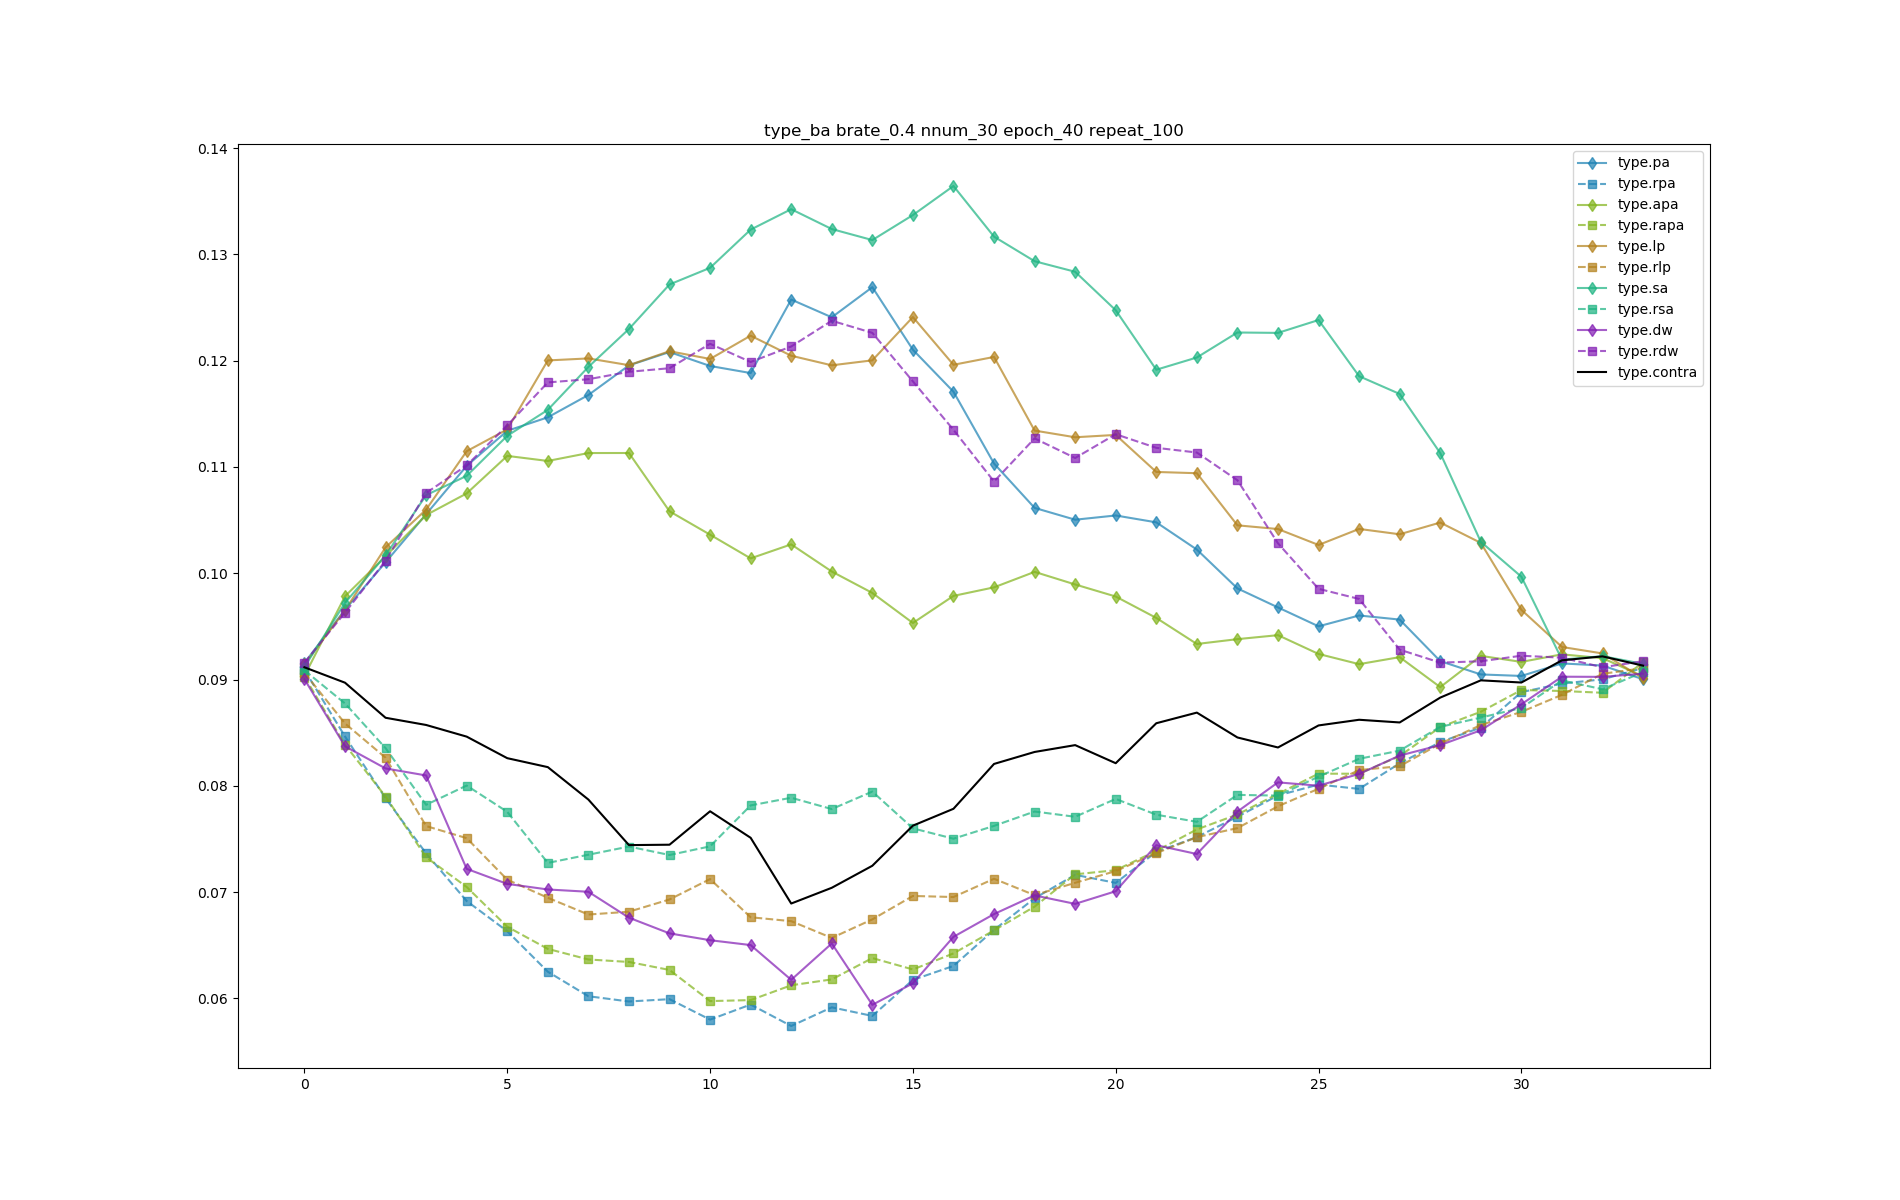 type_ba brate_0.4 nnum_30 epoch_40 repeat_100
0.14
0.13
0.12
0.11
0.10
0.09
0.08
0.07
0.06
type.pa
type.rpa
type.apa
type.rapa
type.lp
type.rlp
type.sa
type.rsa
type.dw
type.rdw
type.contra
0 5 10 15 20 25 30